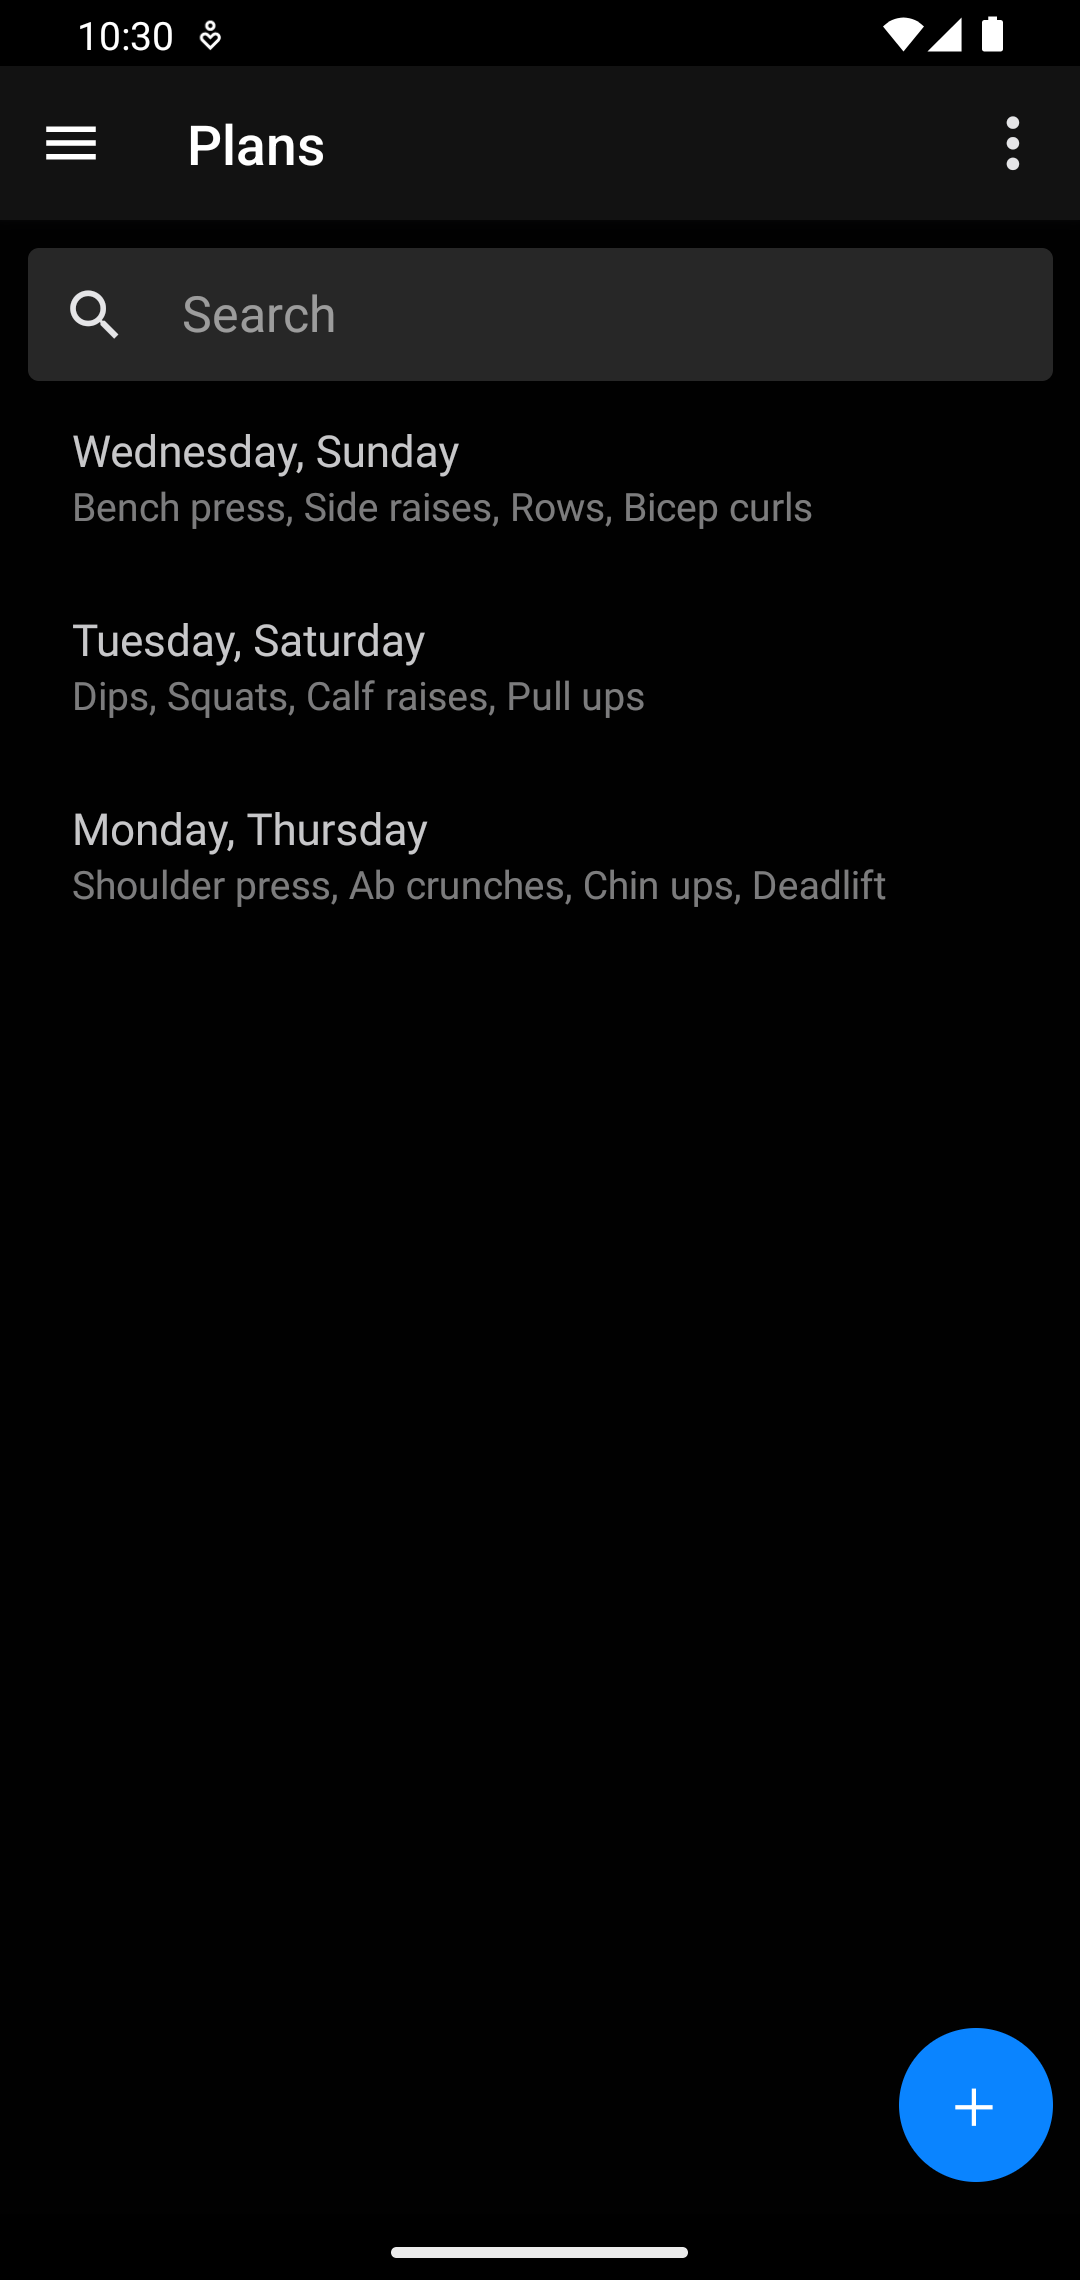 10:30
Plans
Search
Wednesday, Sunday
Bench press, Side raises, Rows, Bicep curls
Tuesday, Saturday
Dips, Squats, Calf raises, Pull ups
Monday, Thursday
Shoulder press, Ab crunches, Chin ups, Deadlift